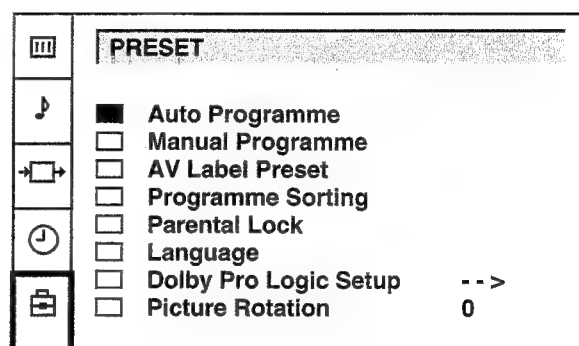 PRESET
Auto Programme
Manual Programme
AV Label Preset
Programme Sorting
Parental Lock
Language
Dolby Pro Logic Setup -->
Picture Rotation 0